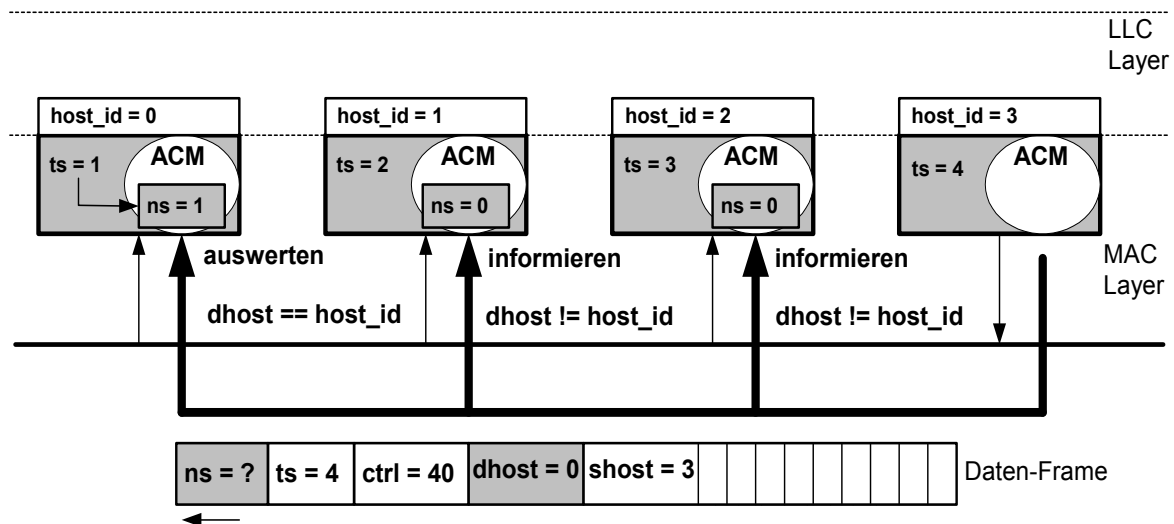 LLC
Layer
host_id = 0
host_id = 1
host_id = 2
host_id = 3
ts = 1
ACM
ns = 1
ts = 2
ACM
ns = 0
ts = 3
ACM
ns = 0
ts = 4
ACM
MAC
Layer
auswerten
informieren
informieren
dhost == host_id
dhost != host_id
dhost != host_id
ns = ?
ts = 4
ctrl = 40
dhost = 0
shost = 3
Daten-Frame